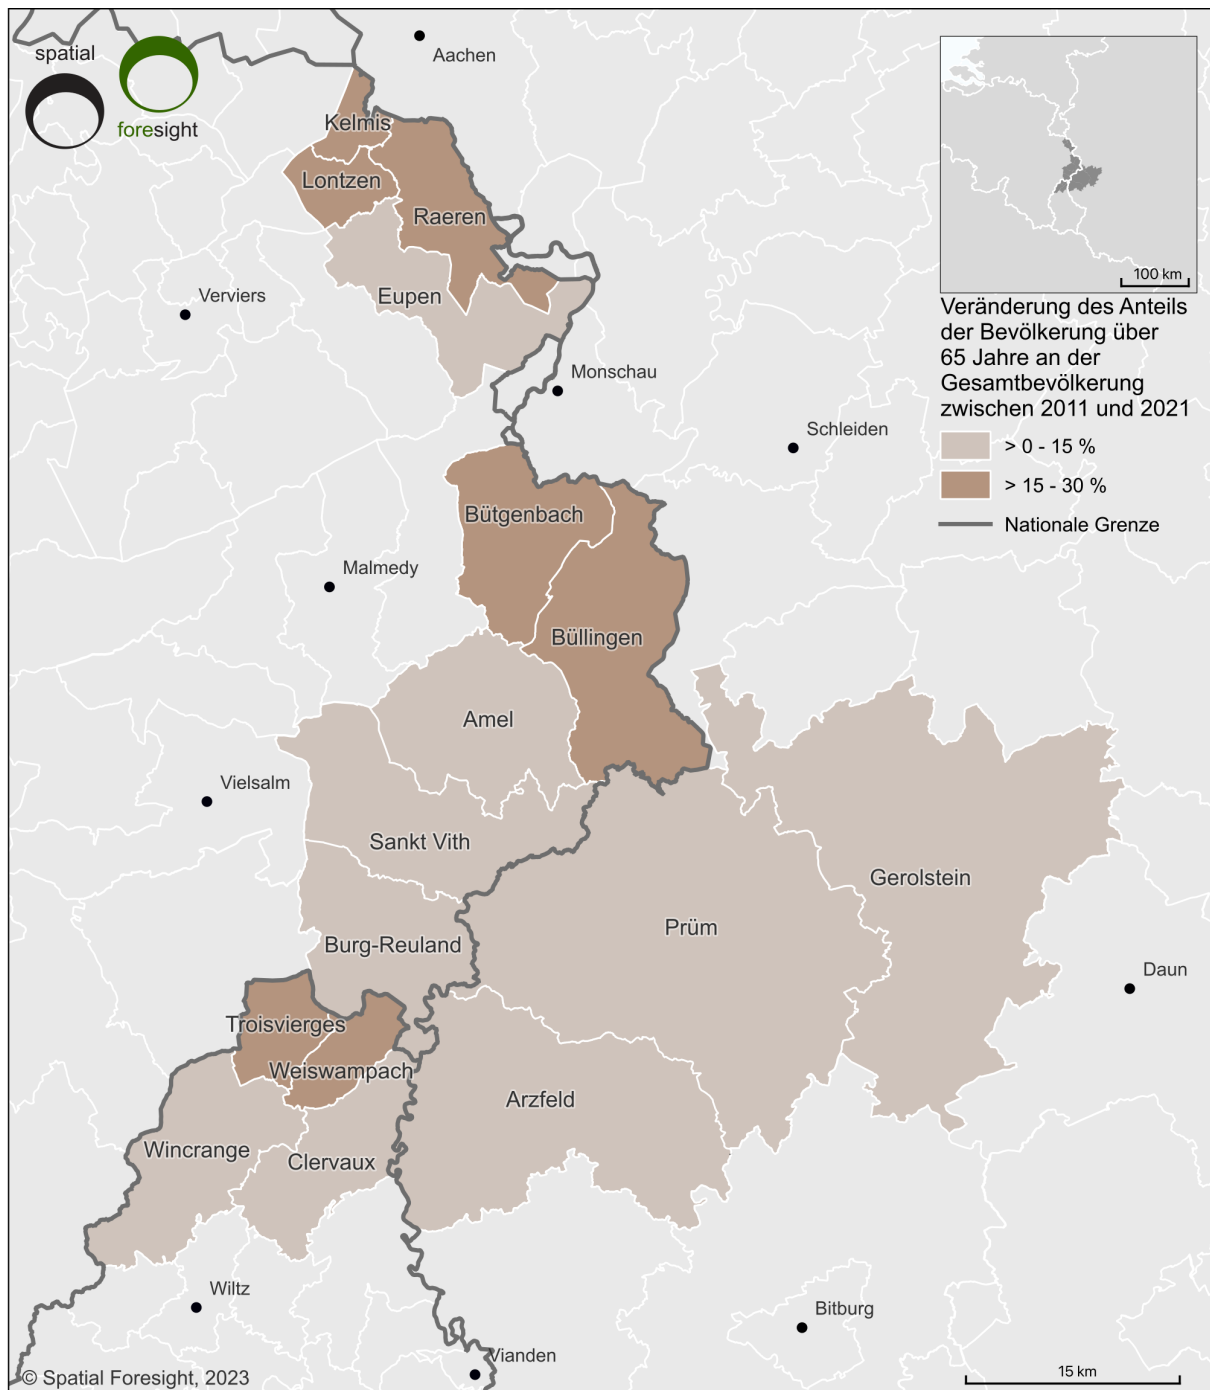 spatial
foresight
Aachen
Kelmis
Lontzen
Raeren
Eupen
Verviers
Monschau
Schleiden
100 km
Veränderung des Anteils
der Bevölkerung über
65 Jahre an der
Gesamtbevölkerung
zwischen 2011 und 2021
> 0 - 15 %
> 15 - 30 %
Nationale Grenze
Bütgenbach
Malmedy
Büllingen
Amel
Vielsalm
Sankt Vith
Gerolstein
Prüm
Burg-Reuland
Daun
Troisvierges
Weiswampach
Arzfeld
Wincrange
Clervaux
Wiltz
Bitburg
Vianden
© Spatial Foresight, 2023
15 km